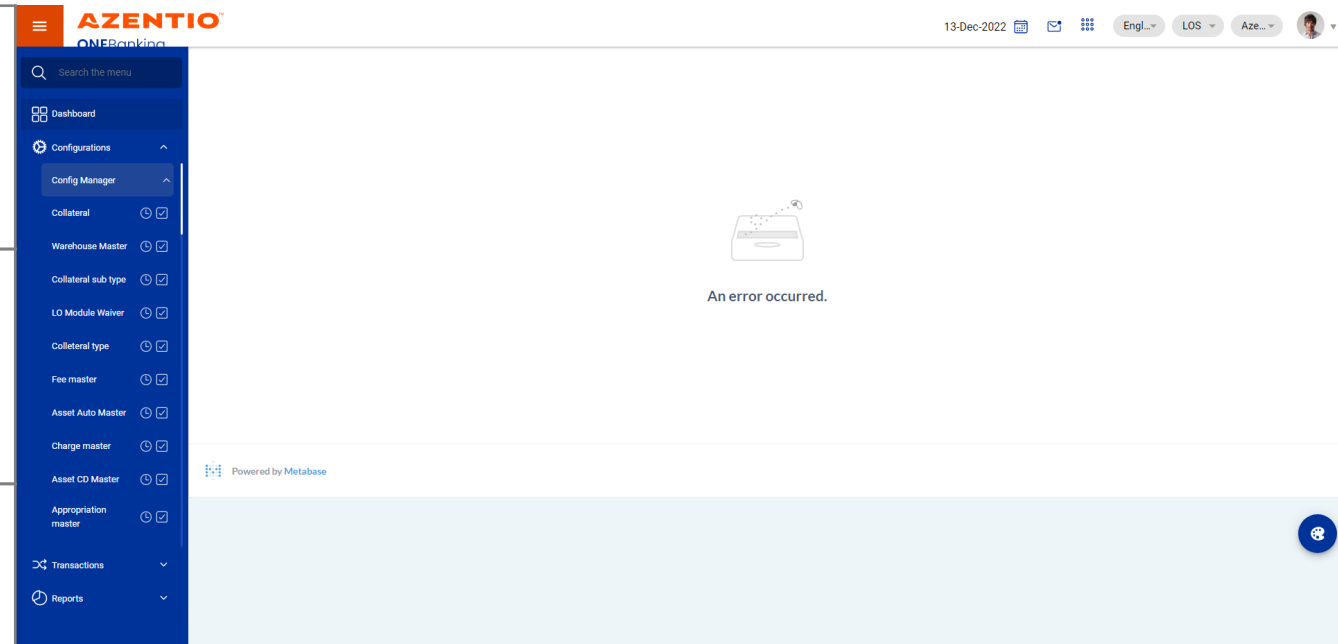 AZENTIO™
ONEBanking
13-Dec-2022
Engl...
LOS
Aze...
Search the menu
Dashboard
Configurations
Config Manager
Collateral
Warehouse Master
Collateral sub type
LO Module Waiver
Colleteral type
Fee master
Asset Auto Master
Charge master
Asset CD Master
Appropriation
master
Transactions
Reports
An error occurred.
Powered by Metabase